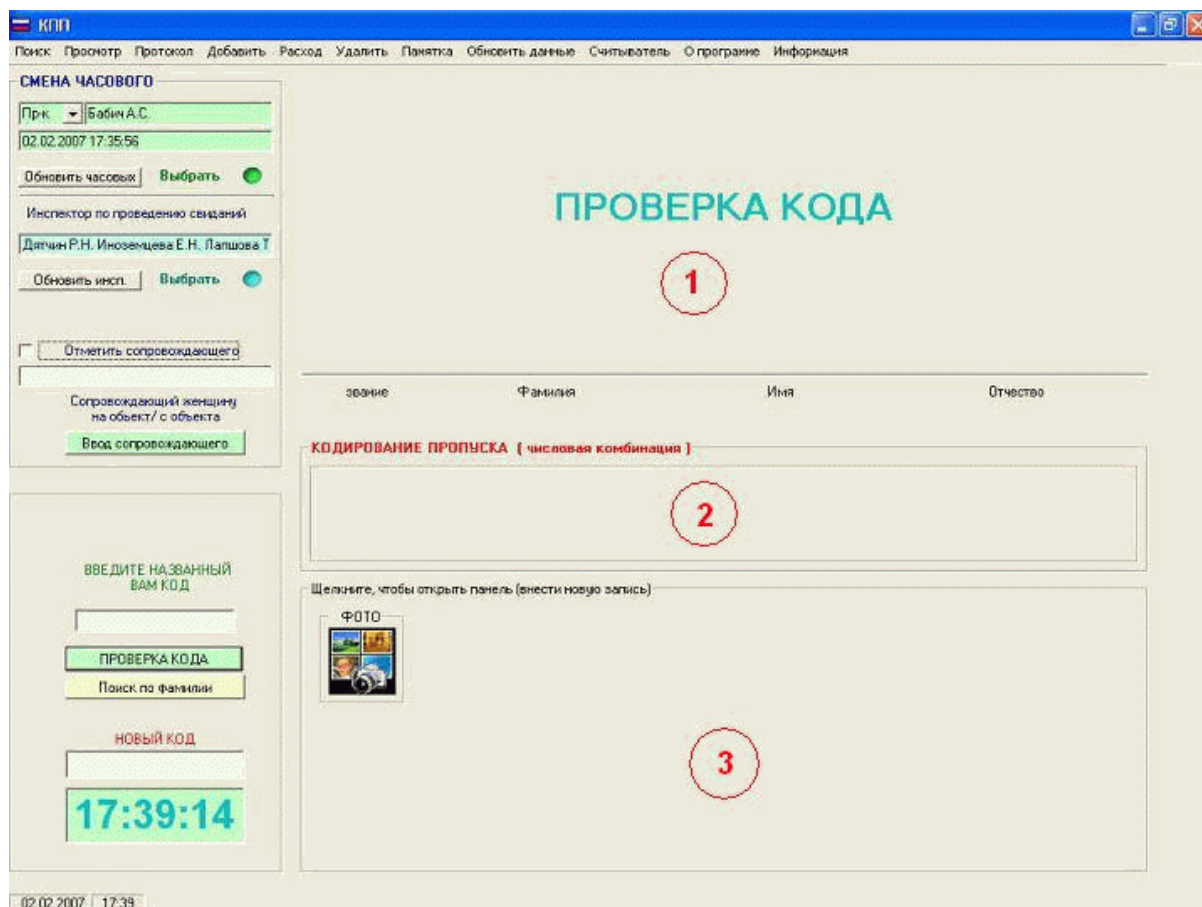 КПП
Поиск Просмотр Протокол Добавить Расход Удалить Памятка Обновить данные Считыватель О програмне Информация
СМЕНА ЧАСОВОГО
Пр-к Бабич А.С.
02.02.2007 17:35:56
Обновить часовых Выбрать
Инспектор по проведению свиданий
Дятчин Р.Н. Иноземцева Е.Н. Лапшова Т
Обновить инсп. Выбрать
Отметить сопровождающего
Сопровождающий женщину
на объект/ с объекта
Ввод сопровождающего
ВВЕДИТЕ НАЗВАННЫЙ
ВАМ КОД
ПРОВЕРКА КОДА
Поиск по фамилии
НОВЫЙ КОД
17:39:14
ПРОВЕРКА КОДА
1
звание Фамилия Имя Отчество
КОДИРОВАНИЕ ПРОПУСКА ( числовая комбинация )
2
Щелкните, чтобы открыть панель (внести новую запись)
ФОТО
3
02.02.2007 17:39